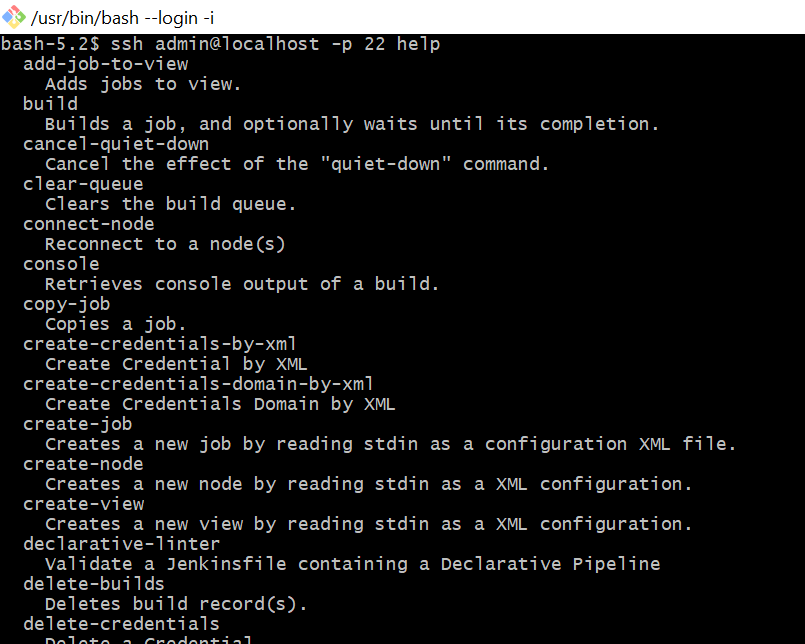 /usr/bin/bash --login -i
bash-5.2$ ssh admin@localhost -p 22 help
add-job-to-view
Adds jobs to view.
build
Builds a job, and optionally waits until its completion.
cancel-quiet-down
Cancel the effect of the "quiet-down" command.
clear-queue
Clears the build queue.
connect-node
Reconnect to a node(s)
console
Retrieves console output of a build.
copy-job
Copies a job.
create-credentials-by-xml
Create Credential by XML
create-credentials-domain-by-xml
Create Credentials Domain by XML
create-job
Creates a new job by reading stdin as a configuration XML file.
create-node
Creates a new node by reading stdin as a XML configuration.
create-view
Creates a new view by reading stdin as a XML configuration.
declarative-linter
Validate a Jenkinsfile containing a Declarative Pipeline
delete-builds
Deletes build record(s).
delete-credentials
Delete a Credential